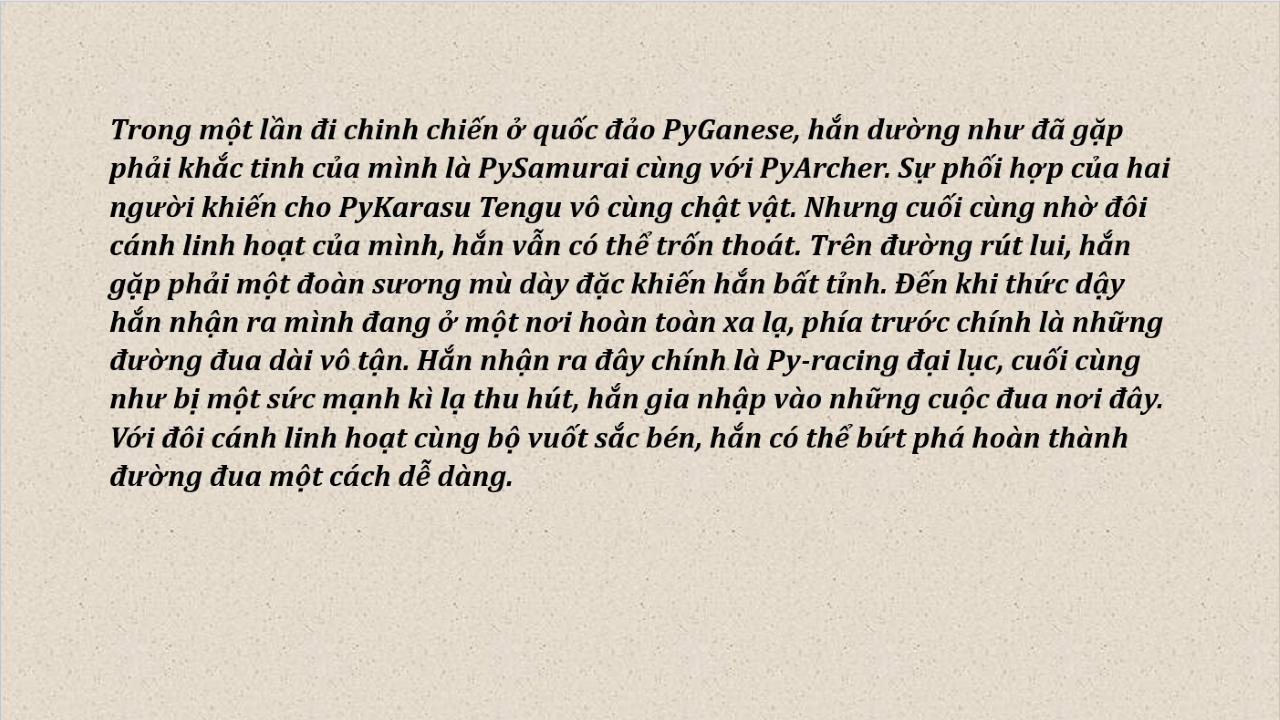 Trong một lần đi chinh chiến ở quốc đảo PyGanese, hắn dường như đã gặp
phải khắc tinh của mình là PySamurai cùng với PyArcher. Sự phối hợp của hai
người khiến cho PyKarasu Tengu vô cùng chật vật. Nhưng cuối cùng nhờ đôi
cánh linh hoạt của mình, hắn vẫn có thể trốn thoát. Trên đường rút lui, hắn
gặp phải một đoàn sương mù dày đặc khiến hắn bất tỉnh. Đến khi thức dậy
hắn nhận ra mình đang ở một nơi hoàn toàn xa lạ, phía trước chính là những
đường đua dài vô tận. Hắn nhận ra đây chính là Py-racing đại lục, cuối cùng
như bị một sức mạnh kì lạ thu hút, hắn gia nhập vào những cuộc đua nơi đây.
Với đôi cánh linh hoạt cùng bộ vuốt sắc bén, hắn có thể bứt phá hoàn thành
đường đua một cách dễ dàng.